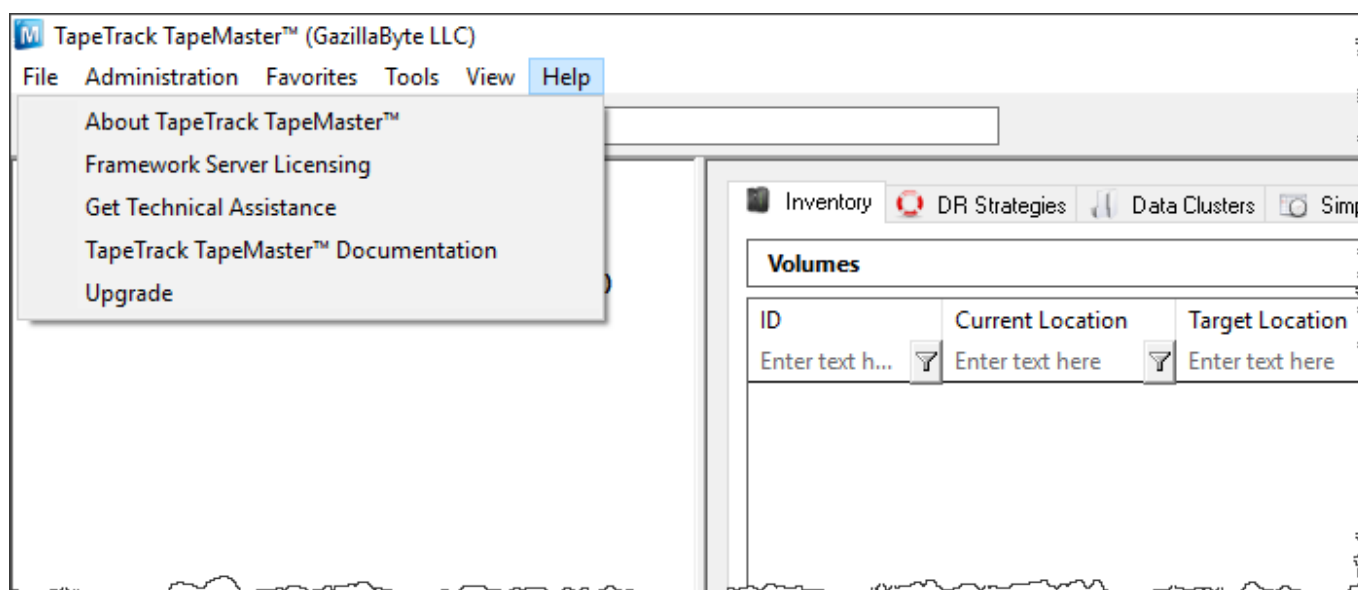 TapeTrack TapeMaster™ (GazillaByte LLC)
File Administration Favorites Tools View Help
About TapeTrack TapeMaster™
Framework Server Licensing
Get Technical Assistance
TapeTrack TapeMaster™ Documentation
Upgrade
Inventory DR Strategies Data Clusters
Volumes
ID Current Location Target Location
Enter text h... Enter text here Enter text here